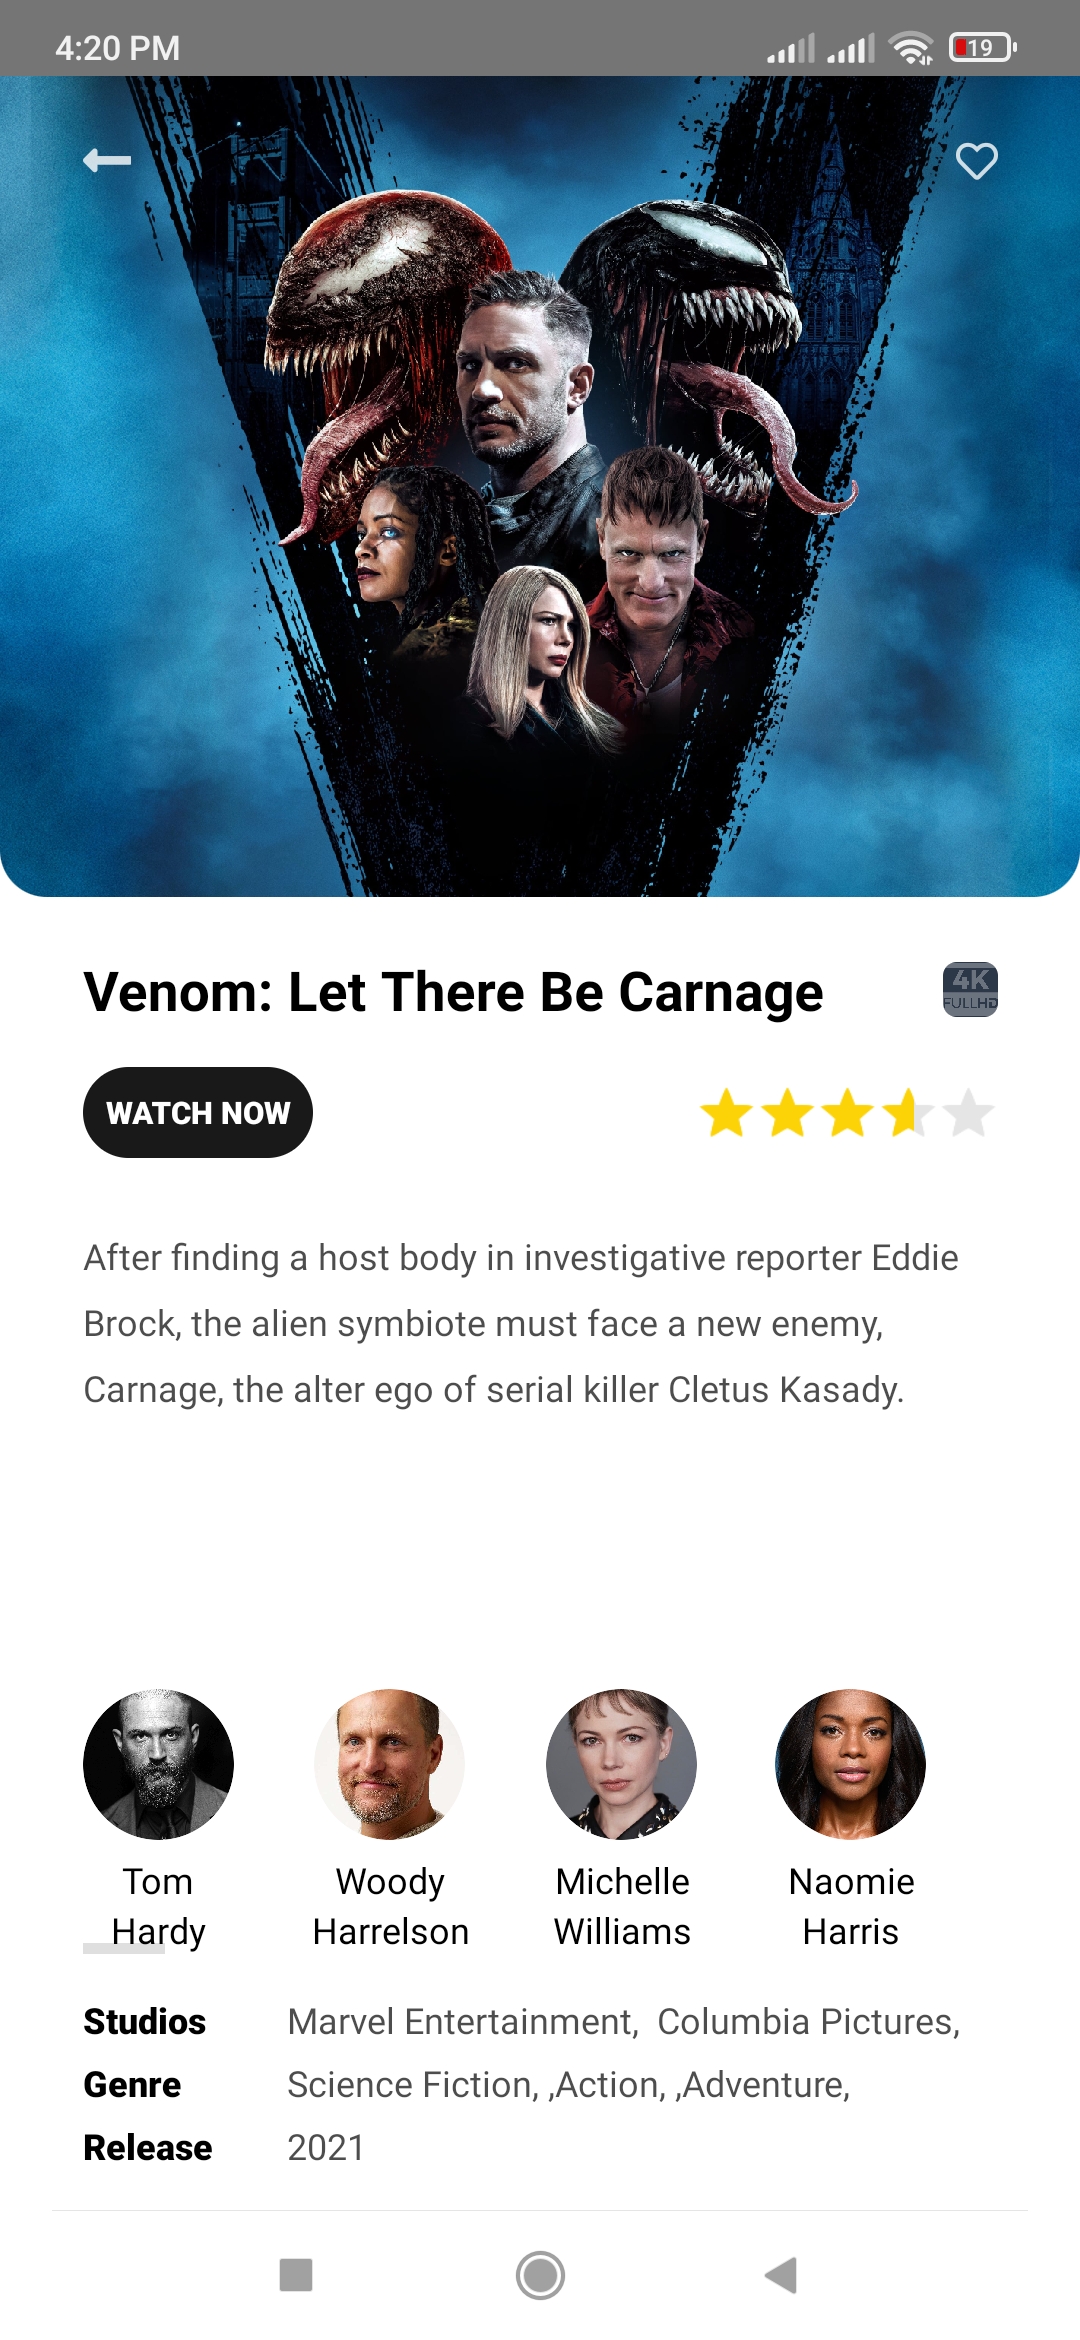 4:20 PM
19
Venom: Let There Be Carnage
4K
FULLHD
WATCH NOW
After finding a host body in investigative reporter Eddie
Brock, the alien symbiote must face a new enemy,
Carnage, the alter ego of serial killer Cletus Kasady.
Tom
Hardy
Woody
Harrelson
Michelle
Williams
Naomie
Harris
Studios Marvel Entertainment,  Columbia Pictures,
Genre Science Fiction, ,Action, ,Adventure,
Release 2021